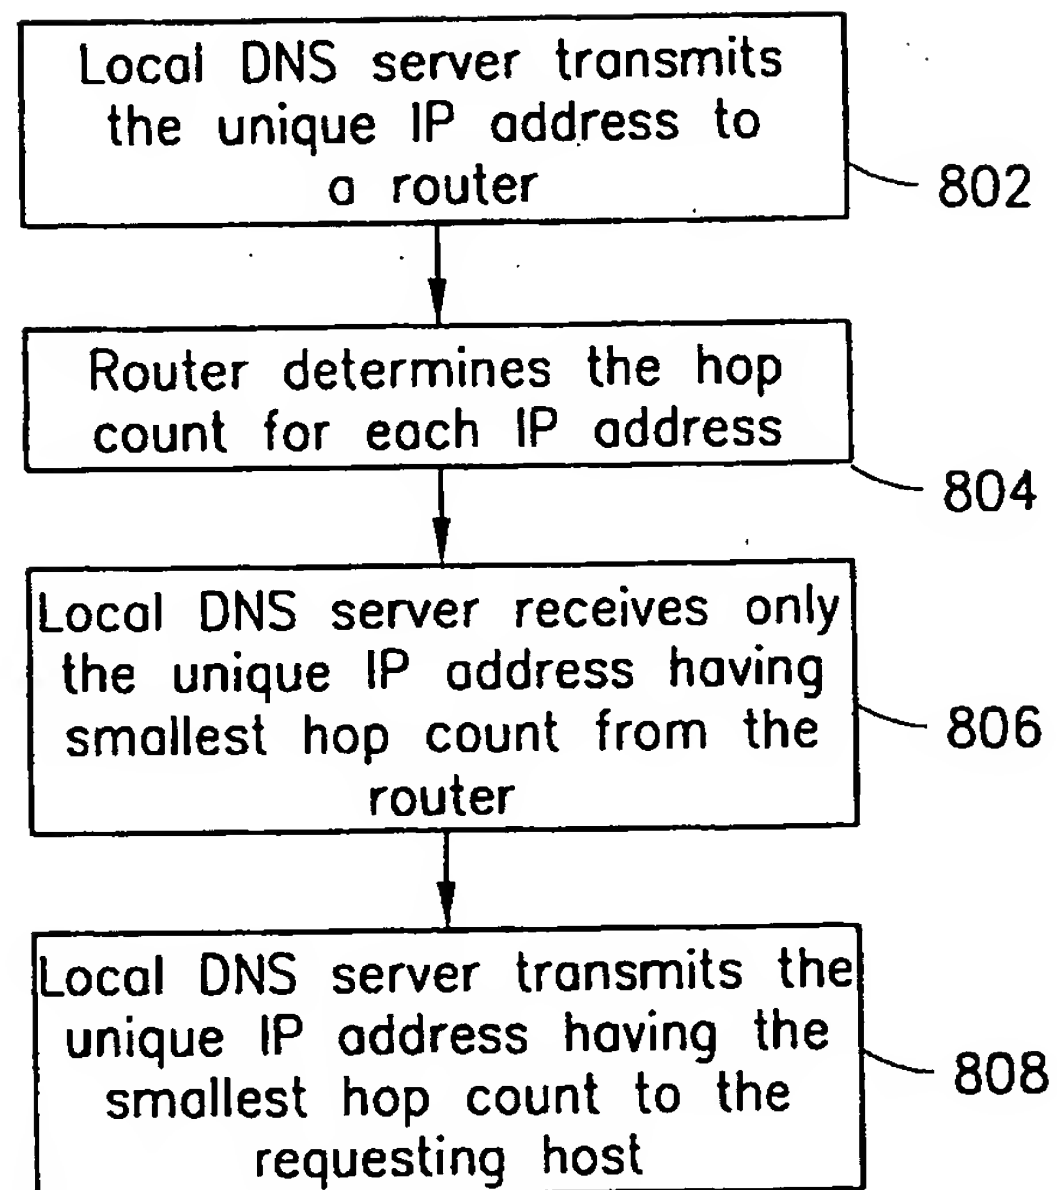 Local DNS server transmits
the unique IP address to
a router
802
Router determines the hop
count for each IP address
804
Local DNS server receives only
the unique IP address having
smallest hop count from the
router
806
Local DNS server transmits the
unique IP address having the
smallest hop count to the
requesting host
808